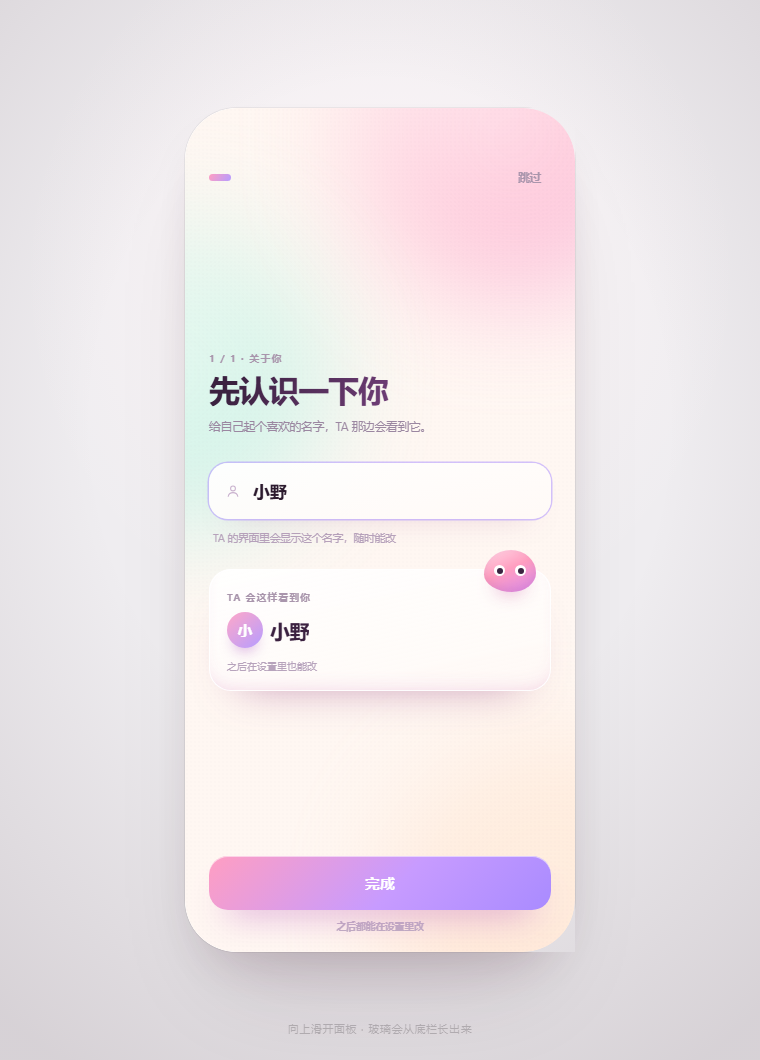 跳过
1 / 1 · 关于你
先认识一下你
给自己起个喜欢的名字，TA 那边会看到它。
小野
TA 的界面里会显示这个名字，随时能改
TA 会这样看到你
小 小野
之后在设置里也能改
完成
之后都能在设置里改
向上滑开面板 · 玻璃会从底栏长出来